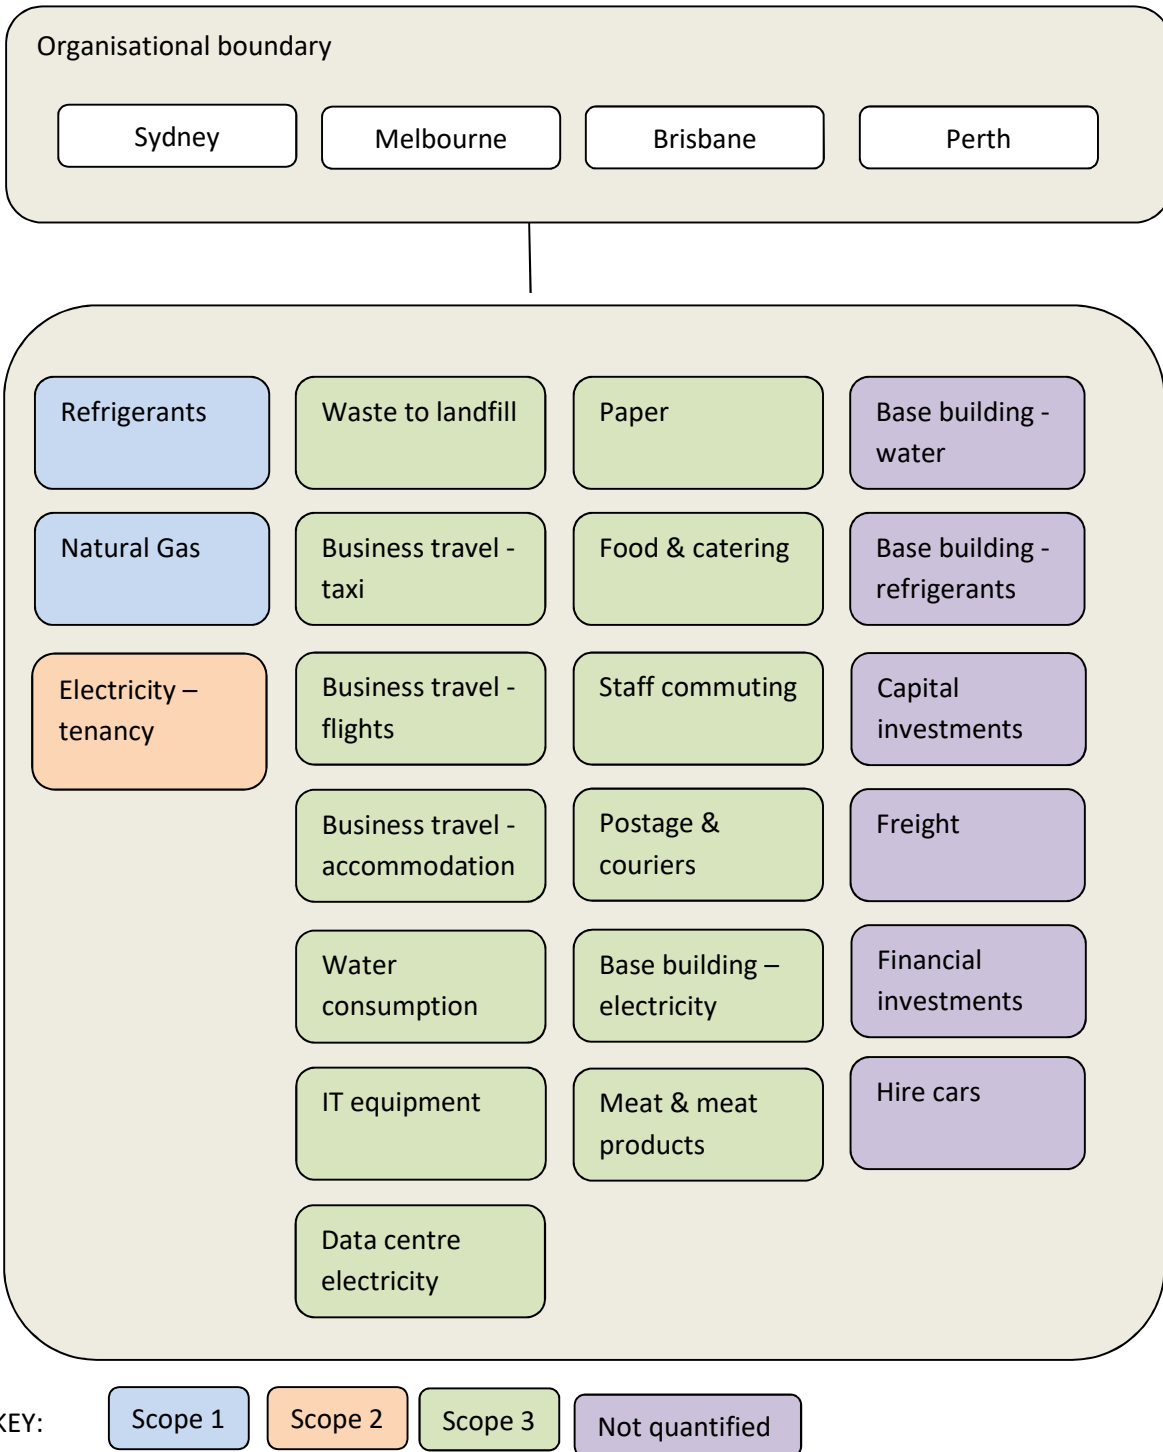 Organisational boundary
Sydney
Melbourne
Brisbane
Perth
Refrigerants
Natural Gas
Electricity –
tenancy
Waste to landfill
Business travel -
taxi
Business travel -
flights
Business travel -
accommodation
Water
consumption
IT equipment
Data centre
electricity
Paper
Food & catering
Staff commuting
Postage &
couriers
Base building –
electricity
Meat & meat
products
Base building -
water
Base building -
refrigerants
Capital
investments
Freight
Financial
investments
Hire cars
KEY:
Scope 1
Scope 2
Scope 3
Not quantified